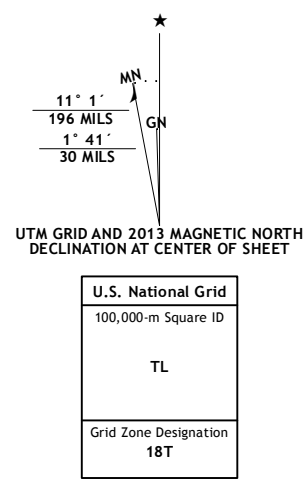 ★
MN
GN
11° 1´
196 MILS
1° 41´
30 MILS
UTM GRID AND 2013 MAGNETIC NORTH
DECLINATION AT CENTER OF SHEET
U.S. National Grid
100,000-m Square ID
TL
Grid Zone Designation
18T